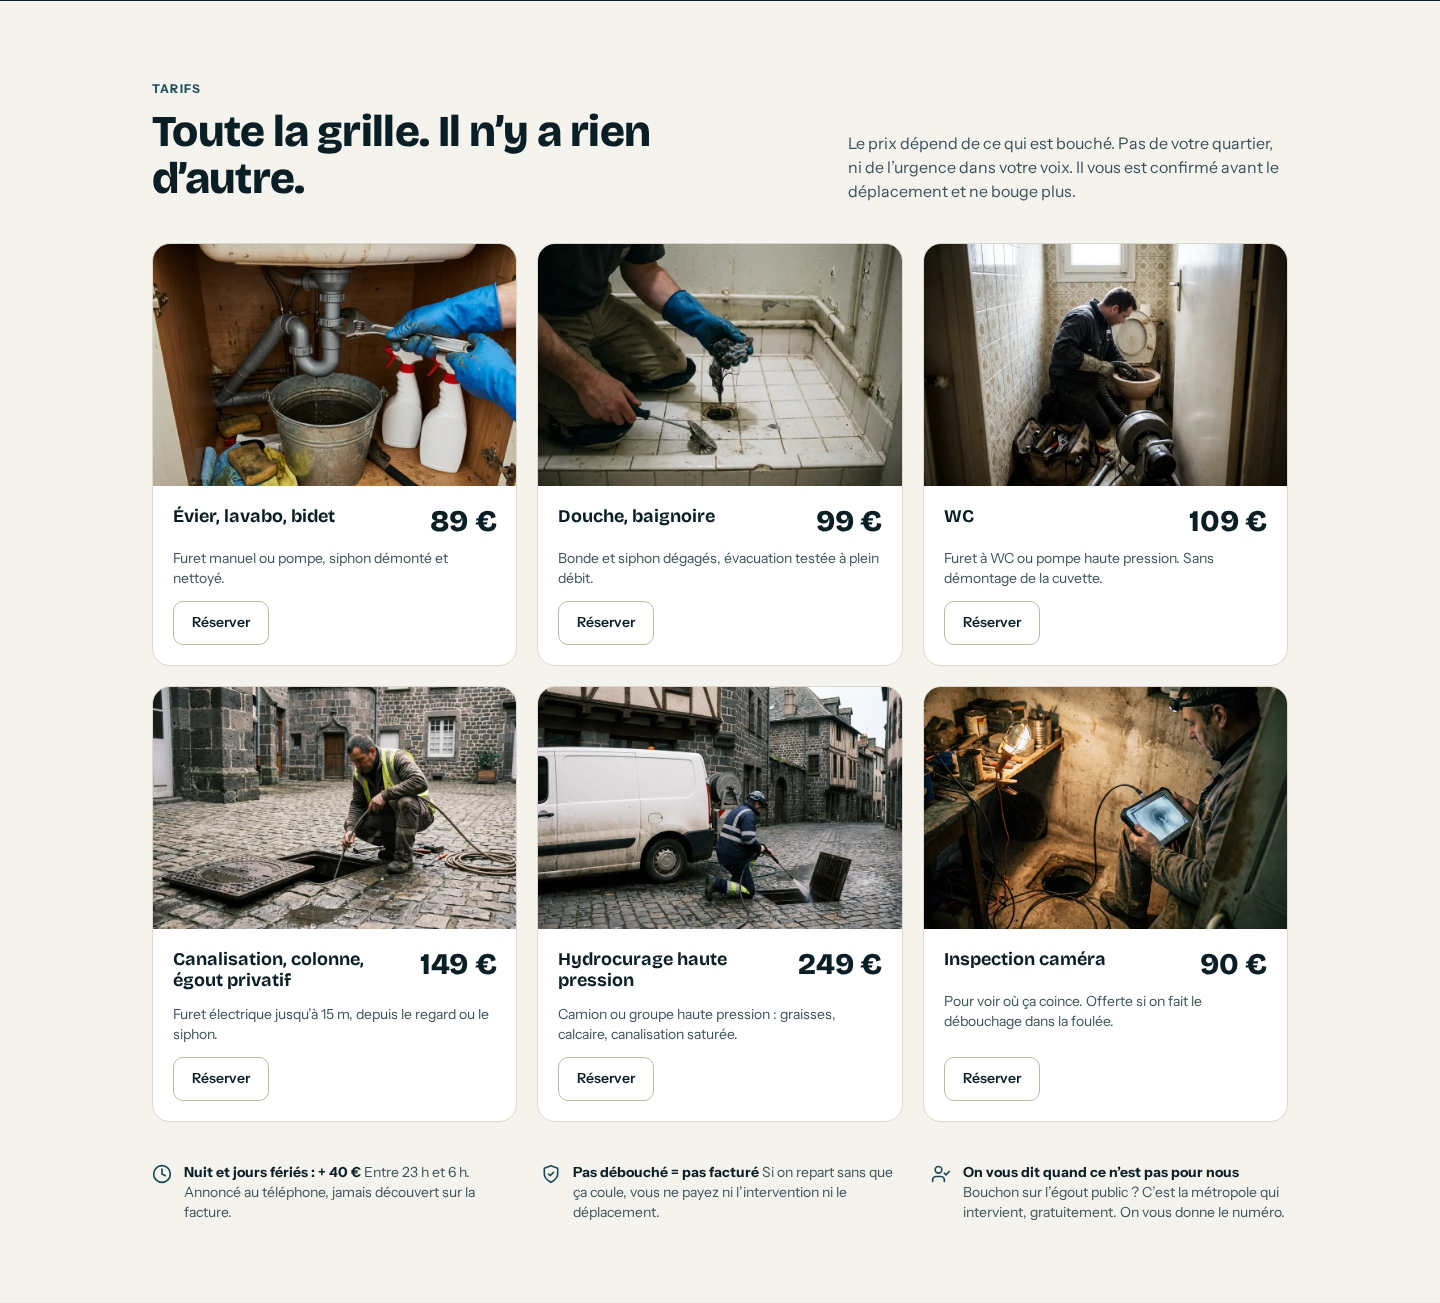 TARIFS
Toute la grille. Il n’y a rien
d’autre.
Le prix dépend de ce qui est bouché. Pas de votre quartier,
ni de l’urgence dans votre voix. Il vous est confirmé avant le
déplacement et ne bouge plus.
Évier, lavabo, bidet
89 €
Furet manuel ou pompe, siphon démonté et
nettoyé.
Réserver
Douche, baignoire
99 €
Bonde et siphon dégagés, évacuation testée à plein
débit.
Réserver
WC
109 €
Furet à WC ou pompe haute pression. Sans
démontage de la cuvette.
Réserver
Canalisation, colonne,
égout privatif
149 €
Furet électrique jusqu’à 15 m, depuis le regard ou le
siphon.
Réserver
Hydrocurage haute
pression
249 €
Camion ou groupe haute pression : graisses,
calcaire, canalisation saturée.
Réserver
Inspection caméra
90 €
Pour voir où ça coince. Offerte si on fait le
débouchage dans la foulée.
Réserver
Nuit et jours fériés : + 40 € Entre 23 h et 6 h.
Annoncé au téléphone, jamais découvert sur la
facture.
Pas débouché = pas facturé Si on repart sans que
ça coule, vous ne payez ni l’intervention ni le
déplacement.
On vous dit quand ce n’est pas pour nous
Bouchon sur l’égout public ? C’est la métropole qui
intervient, gratuitement. On vous donne le numéro.